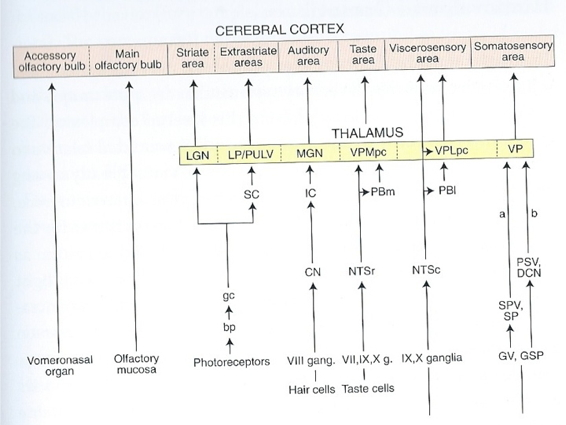 CEREBRAL CORTEX
Accessory olfactory bulb
Main olfactory bulb
Striate area
Extrastriate areas
Auditory area
Taste area
Viscerosensory area
Somatosensory area
THALAMUS
LGN
LP/PULV
MGN
VPMpc
VPLpc
VP
SC
IC
PBm
PBl
a
b
CN
NTSr
NTSc
PSV, DCN
gc
SPV, SP
bp
Vomeronasal organ
Olfactory mucosa
Photoreceptors
VIII gang.
VII,IX,X g.
IX,X ganglia
GV, GSP
Hair cells
Taste cells